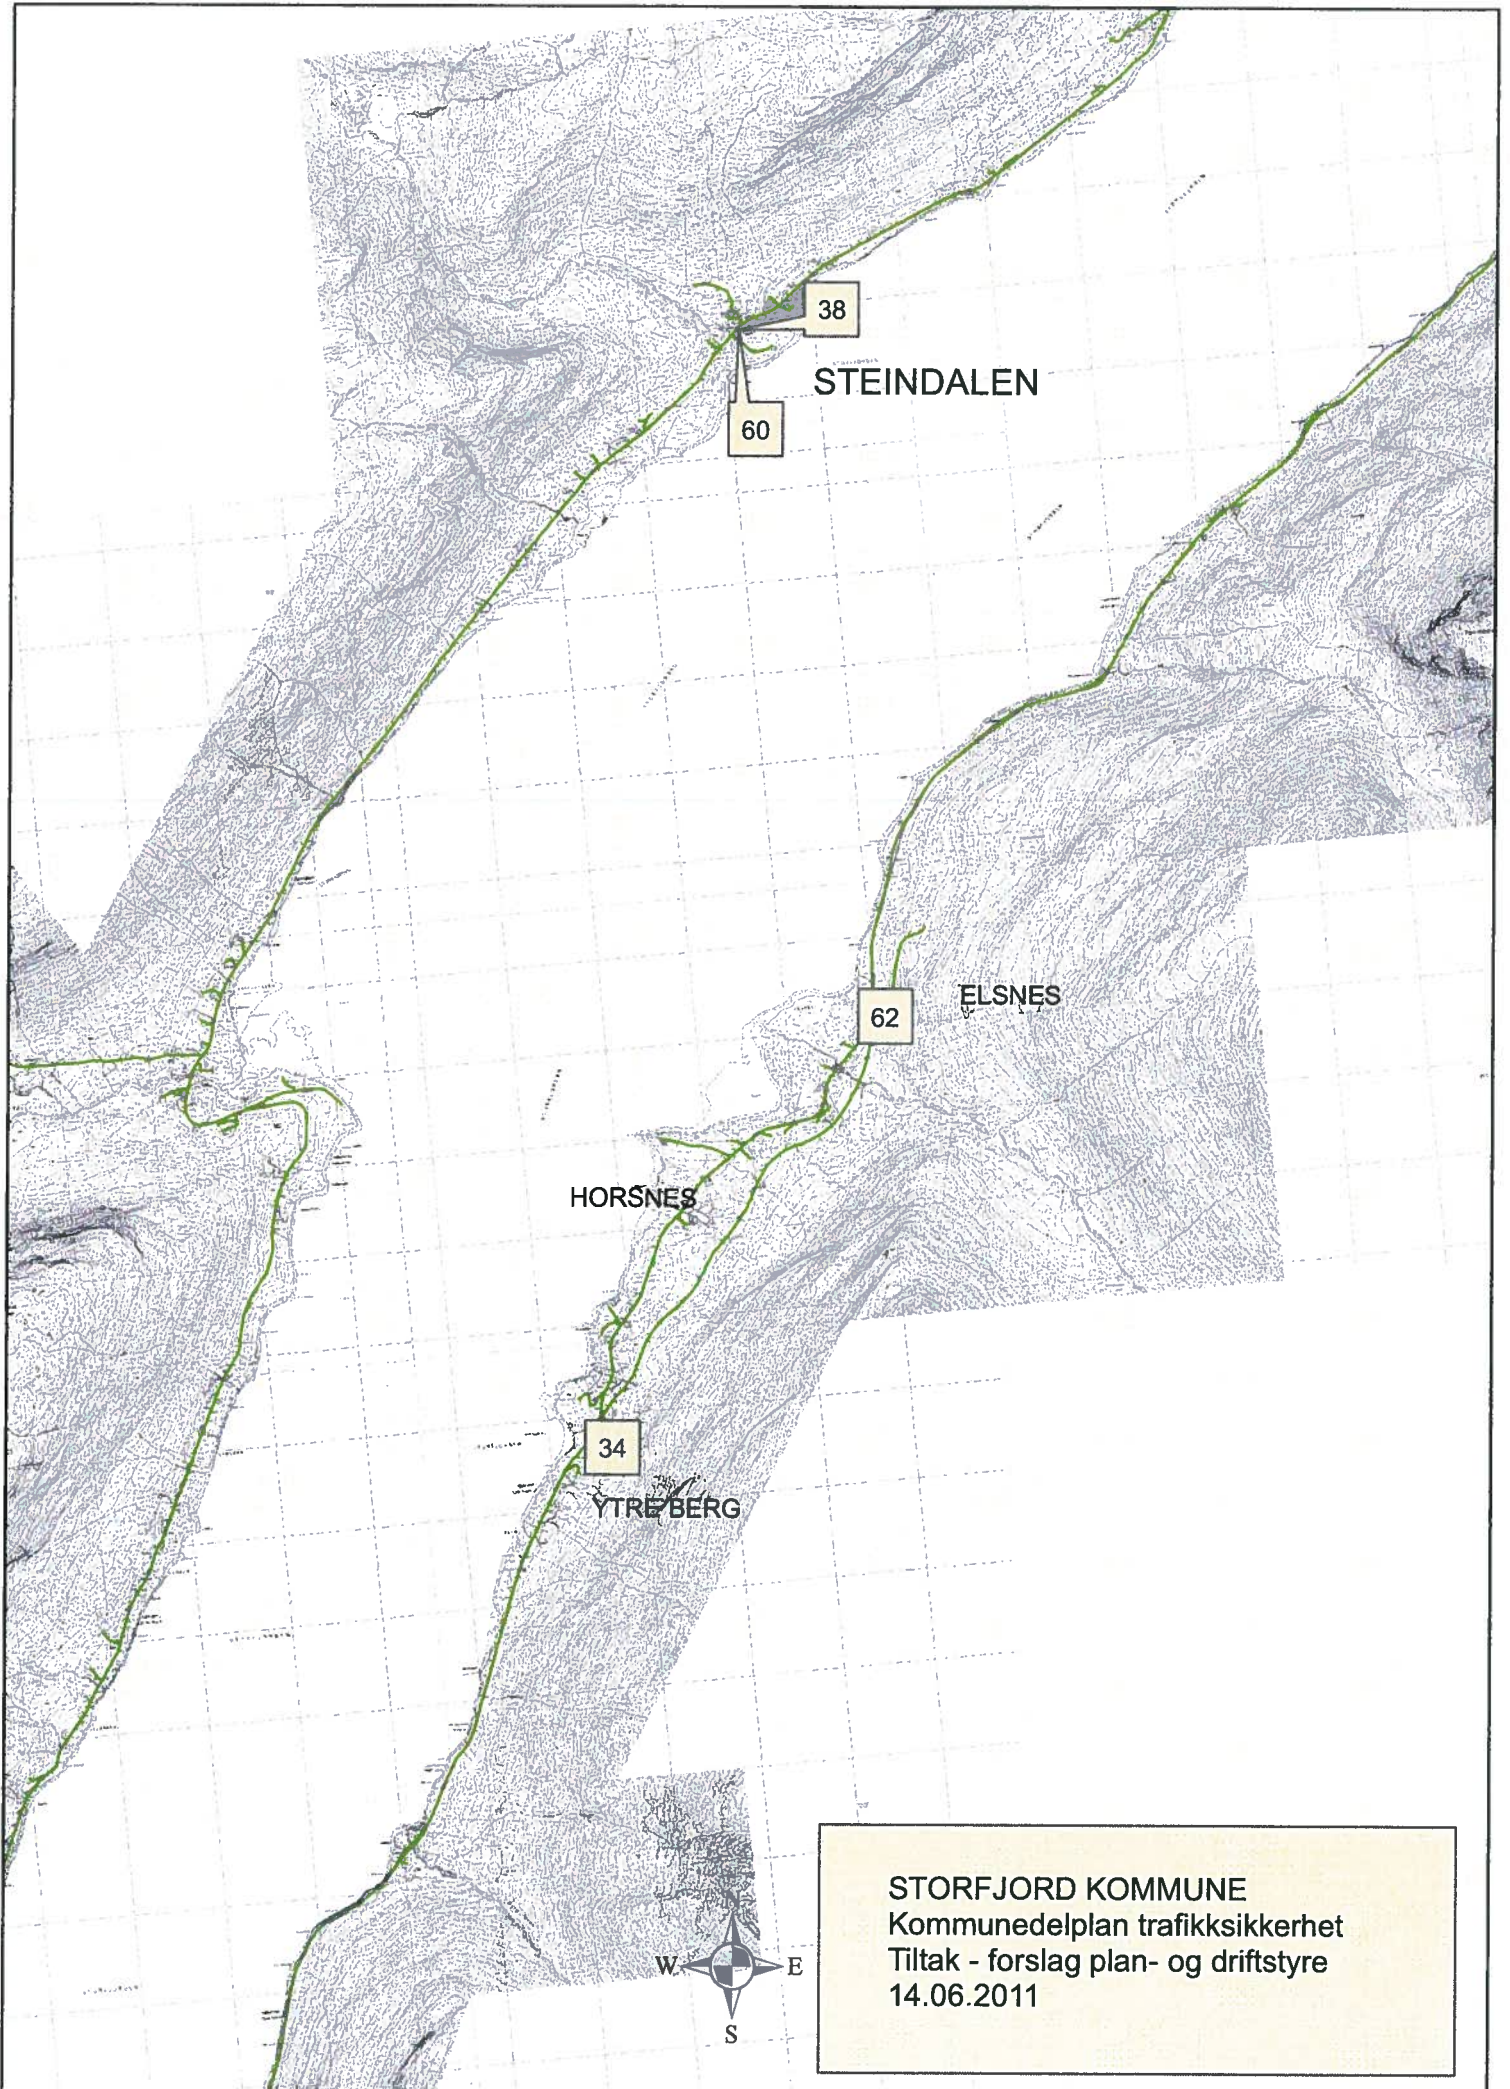 38
STEINDALEN
60
ELSNES
62
HORSNES
34
YTRE BERG
N
W
E
S
STORFJORD KOMMUNE
Kommunedelplan trafikksikkerhet
Tiltak - forslag plan- og driftstyre
14.06.2011